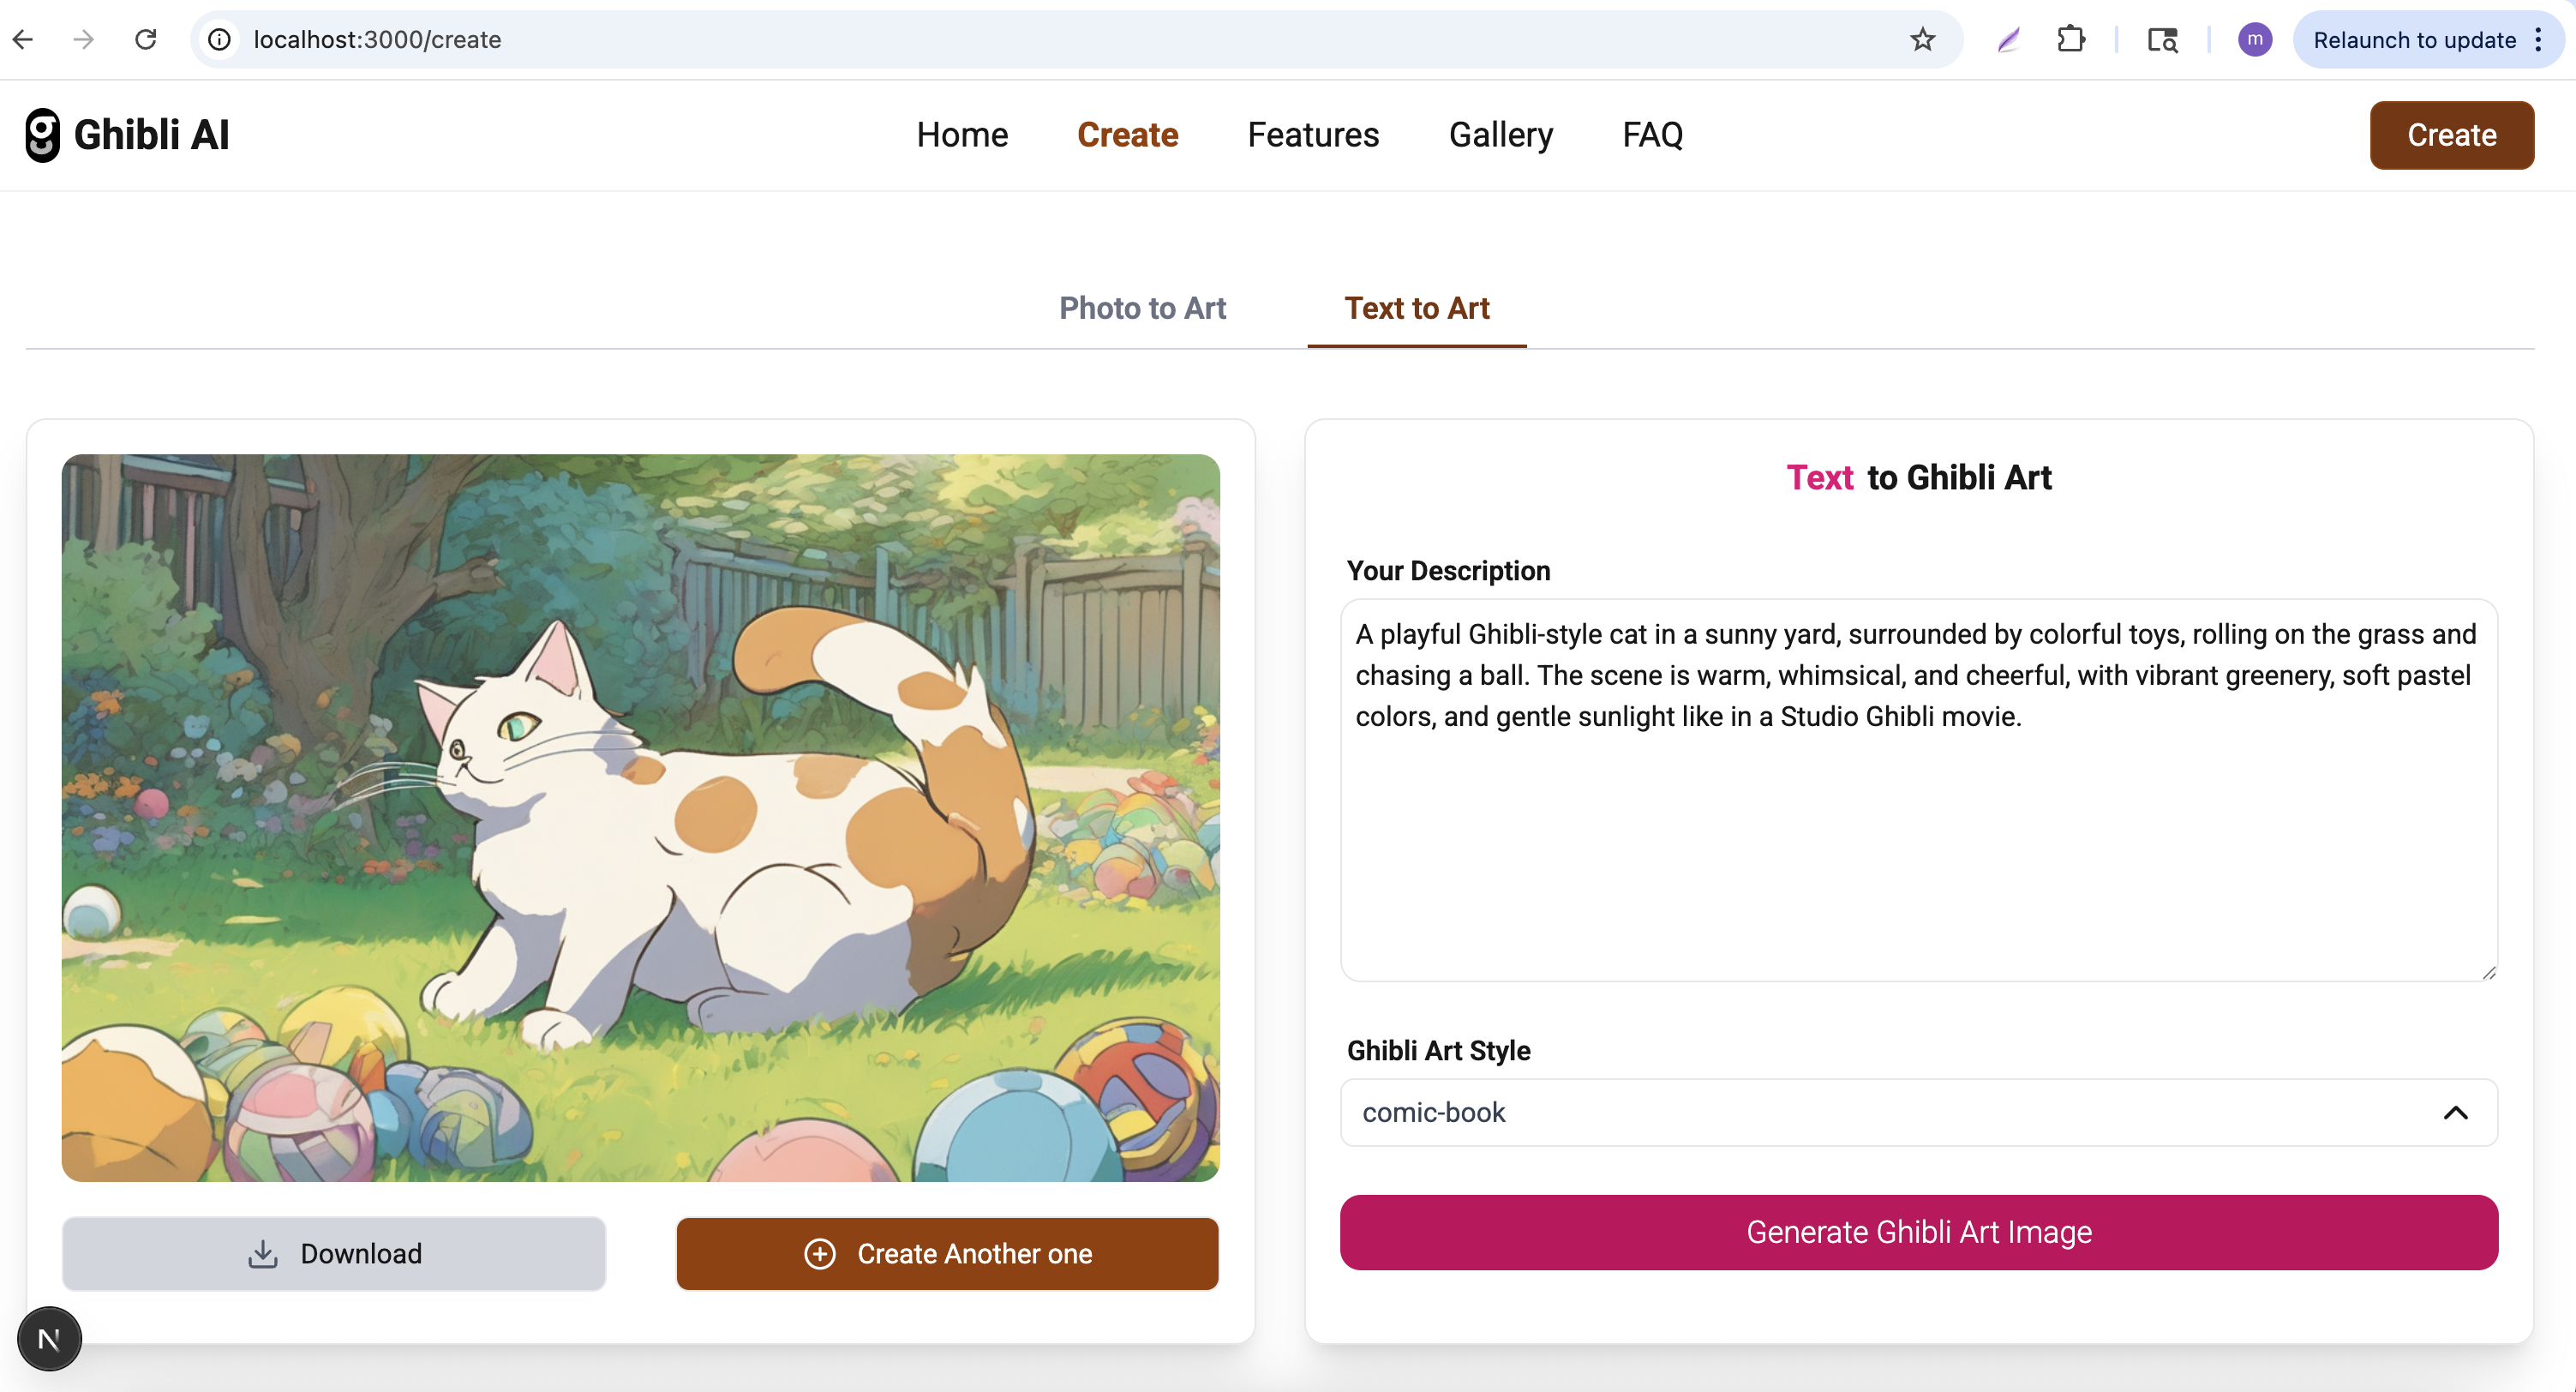 localhost:3000/create
m
Relaunch to update
Ghibli AI
Home
Create
Features
Gallery
FAQ
Create
Photo to Art
Text to Art
Text to Ghibli Art
Your Description
A playful Ghibli-style cat in a sunny yard, surrounded by colorful toys, rolling on the grass and
chasing a ball. The scene is warm, whimsical, and cheerful, with vibrant greenery, soft pastel
colors, and gentle sunlight like in a Studio Ghibli movie.
Ghibli Art Style
comic-book
Generate Ghibli Art Image
Download
Create Another one
N